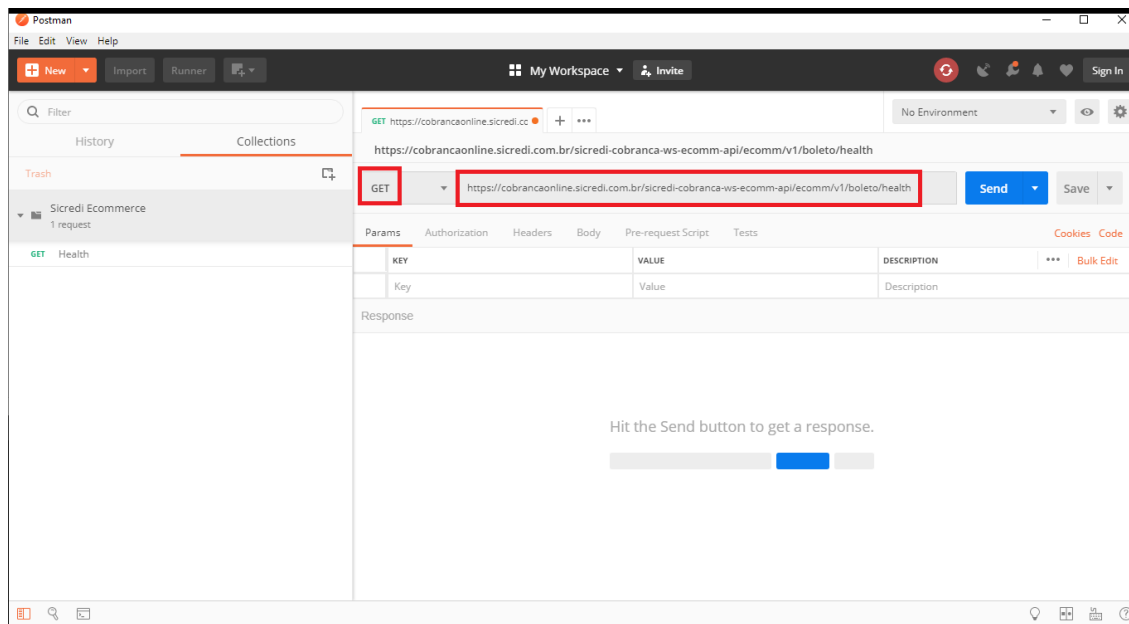 Postman
File Edit View Help
New Import Runner My Workspace Invite Sign In
Filter
History Collections
Trash
Sicredi Ecommerce
1 request
GET Health
GET https://cobrancaonline.sicredi.cc
No Environment
https://cobrancaonline.sicredi.com.br/sicredi-cobranca-ws-ecomm-api/ecomm/v1/boleto/health
GET https://cobrancaonline.sicredi.com.br/sicredi-cobranca-ws-ecomm-api/ecomm/v1/boleto/health Send Save
Params Authorization Headers Body Pre-request Script Tests Cookies Code
KEY VALUE DESCRIPTION Bulk Edit
Key Value Description
Response
Hit the Send button to get a response.